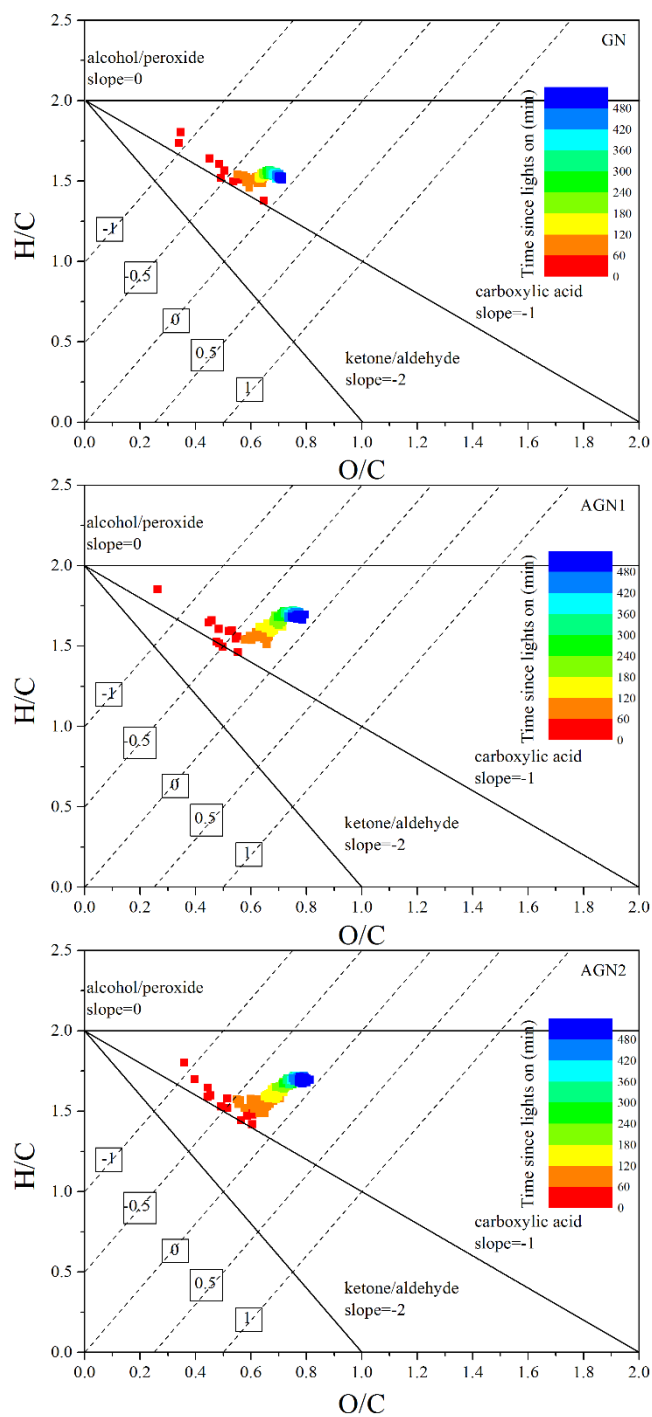 2.5
GN
alcohol/peroxide
slope=0
2.0
1.5
1.0
0.5
0.0
H/C
-1
-0.5
0
0.5
1
Time since lights on (min)
480
420
360
300
240
180
120
60
0
carboxylic acid
slope=-1
ketone/aldehyde
slope=-2
0.0 0.2 0.4 0.6 0.8 1.0 1.2 1.4 1.6 1.8 2.0
O/C
2.5
AGN1
alcohol/peroxide
slope=0
2.0
1.5
1.0
0.5
0.0
H/C
-1
-0.5
0
0.5
1
Time since lights on (min)
480
420
360
300
240
180
120
60
0
carboxylic acid
slope=-1
ketone/aldehyde
slope=-2
0.0 0.2 0.4 0.6 0.8 1.0 1.2 1.4 1.6 1.8 2.0
O/C
2.5
AGN2
alcohol/peroxide
slope=0
2.0
1.5
1.0
0.5
0.0
H/C
-1
-0.5
0
0.5
1
Time since lights on (min)
480
420
360
300
240
180
120
60
0
carboxylic acid
slope=-1
ketone/aldehyde
slope=-2
0.0 0.2 0.4 0.6 0.8 1.0 1.2 1.4 1.6 1.8 2.0
O/C